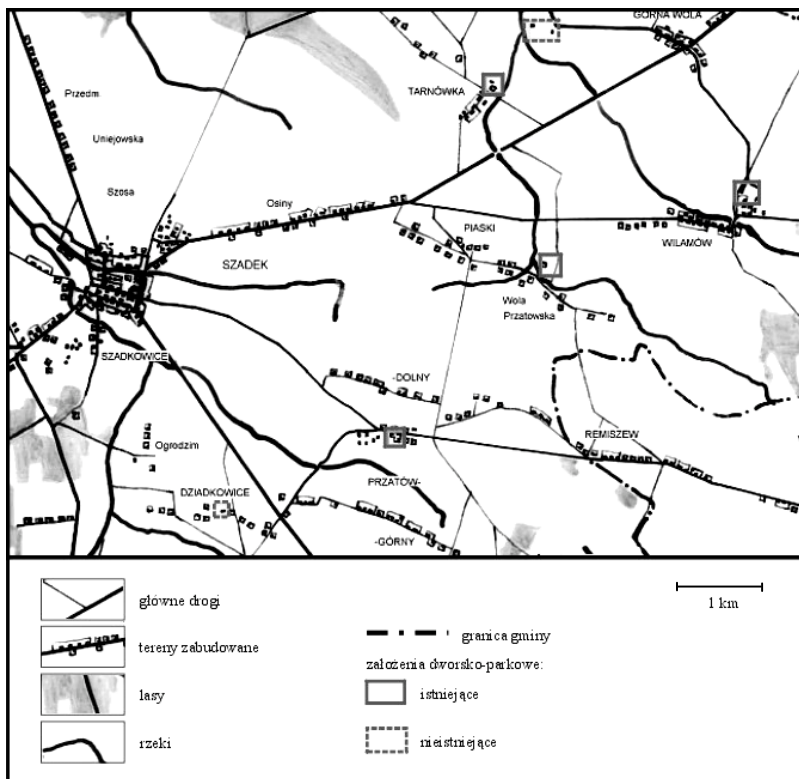 GÓRNA WOLA
Przedm.
TARNÓWKA
Uniejowska
Szosa
Osiny
PIASKI
WILAMÓW
SZADEK
Wola
Przatowska
SZADKOWICE
-DOLNY
REMISZEW
Ogrodzim
DZIADKOWICE
PRZATÓW-
-GÓRNY
główne drogi
1 km
tereny zabudowane
granica gminy
założenia dworsko-parkowe:
lasy
istniejące
rzeki
nieistniejące